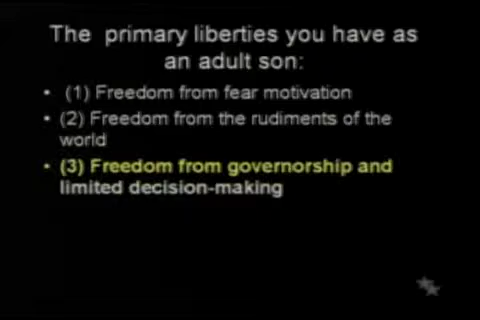 The primary liberties you have as
an adult son:
• (1) Freedom from fear motivation
• (2) Freedom from the rudiments of the
world
• (3) Freedom from governorship and
limited decision-making